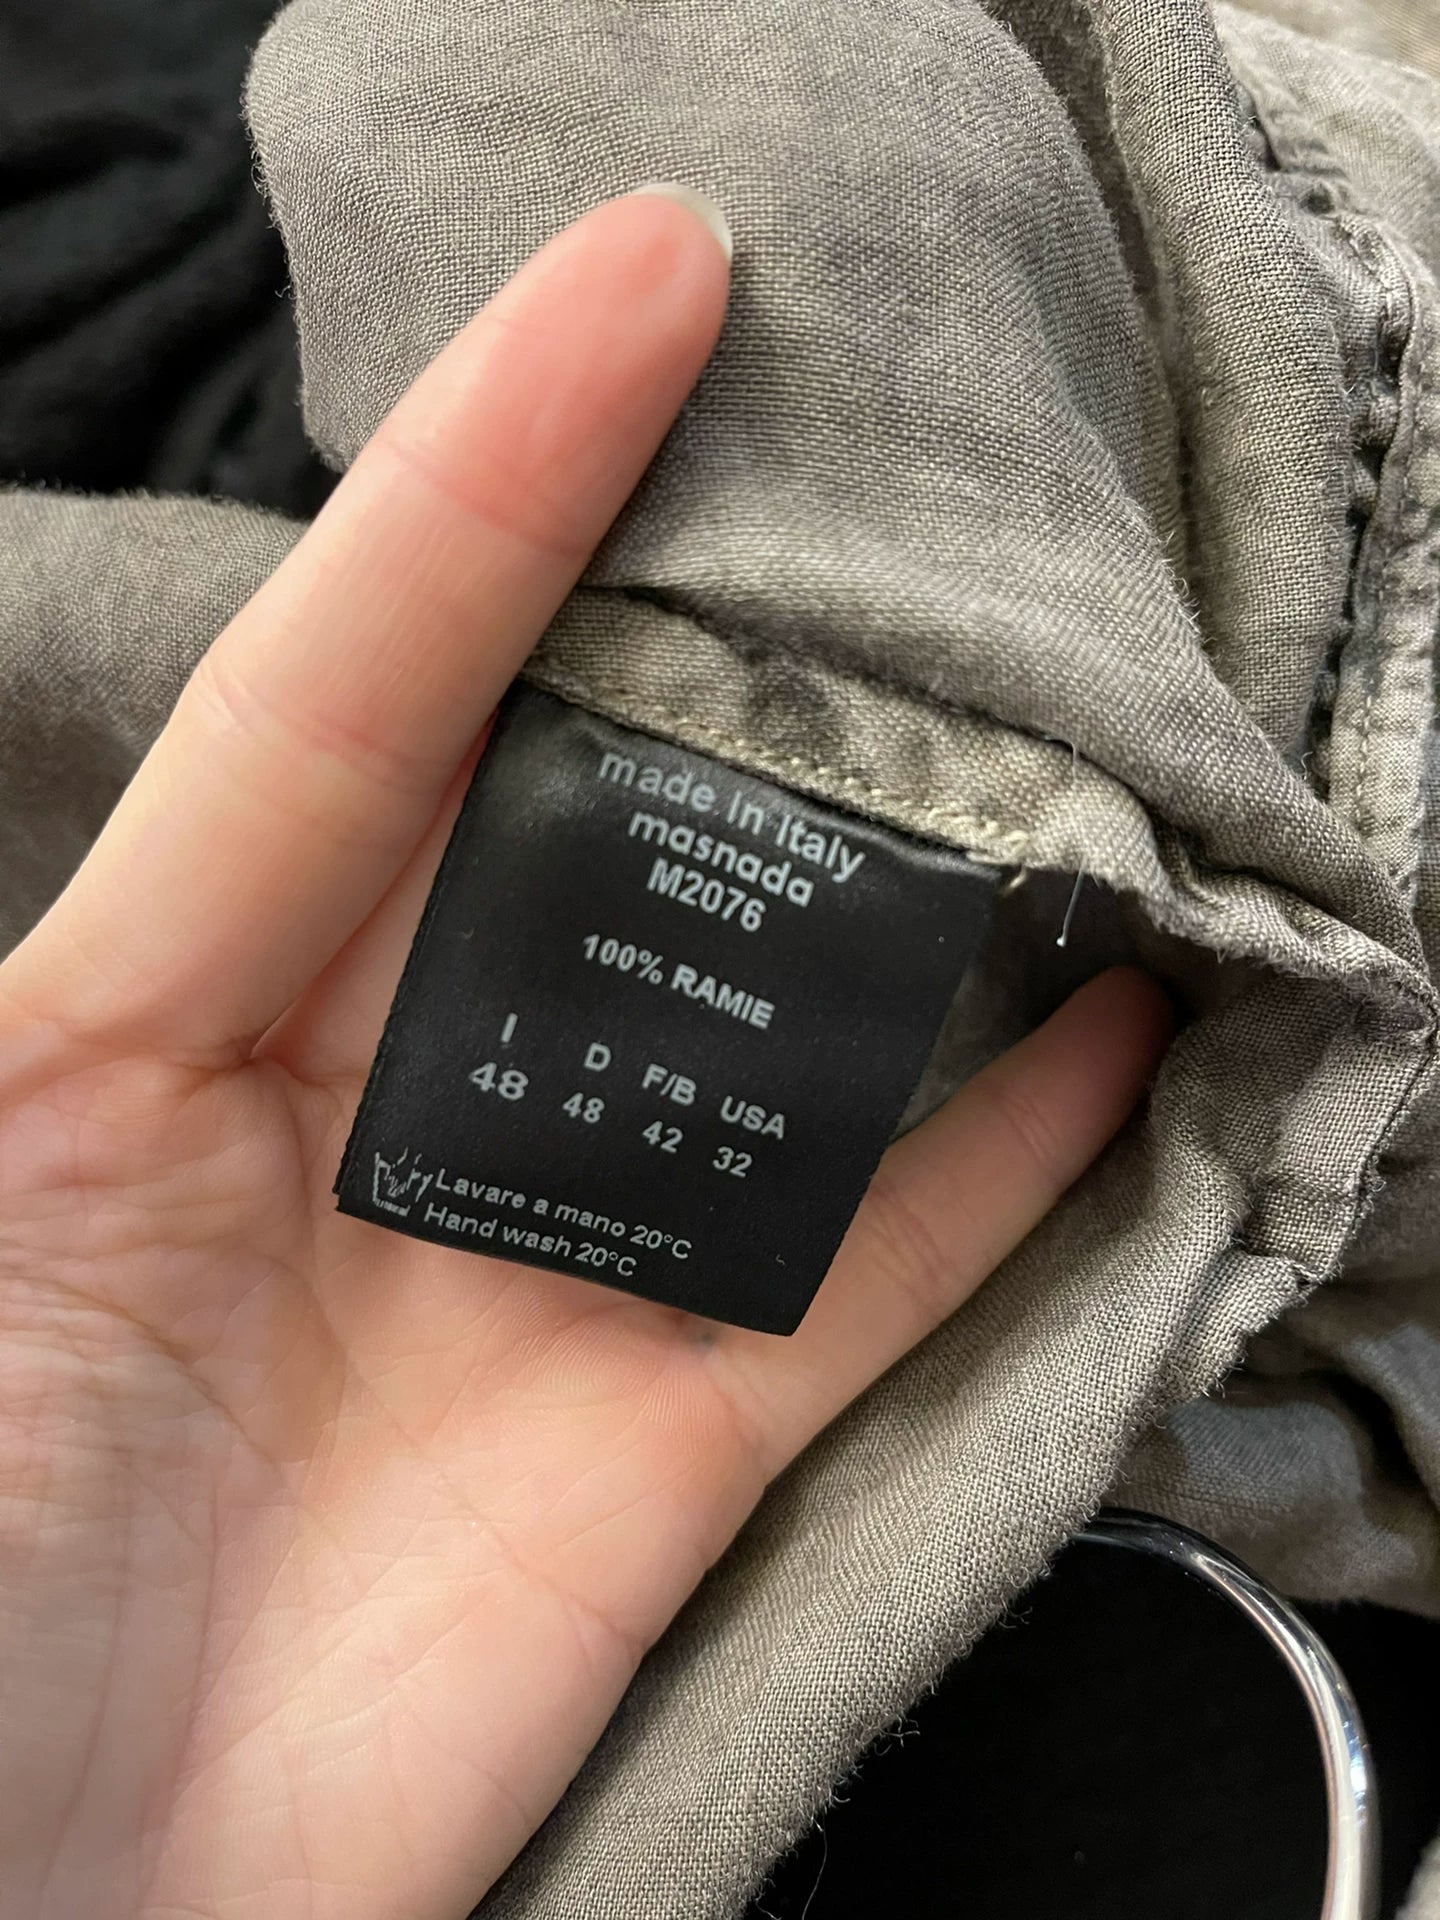 made in Italy
masnada
M2076
100% RAMIE
I D F/B USA
48 48 42 32
Lavare a mano 20°C
Hand wash 20°C